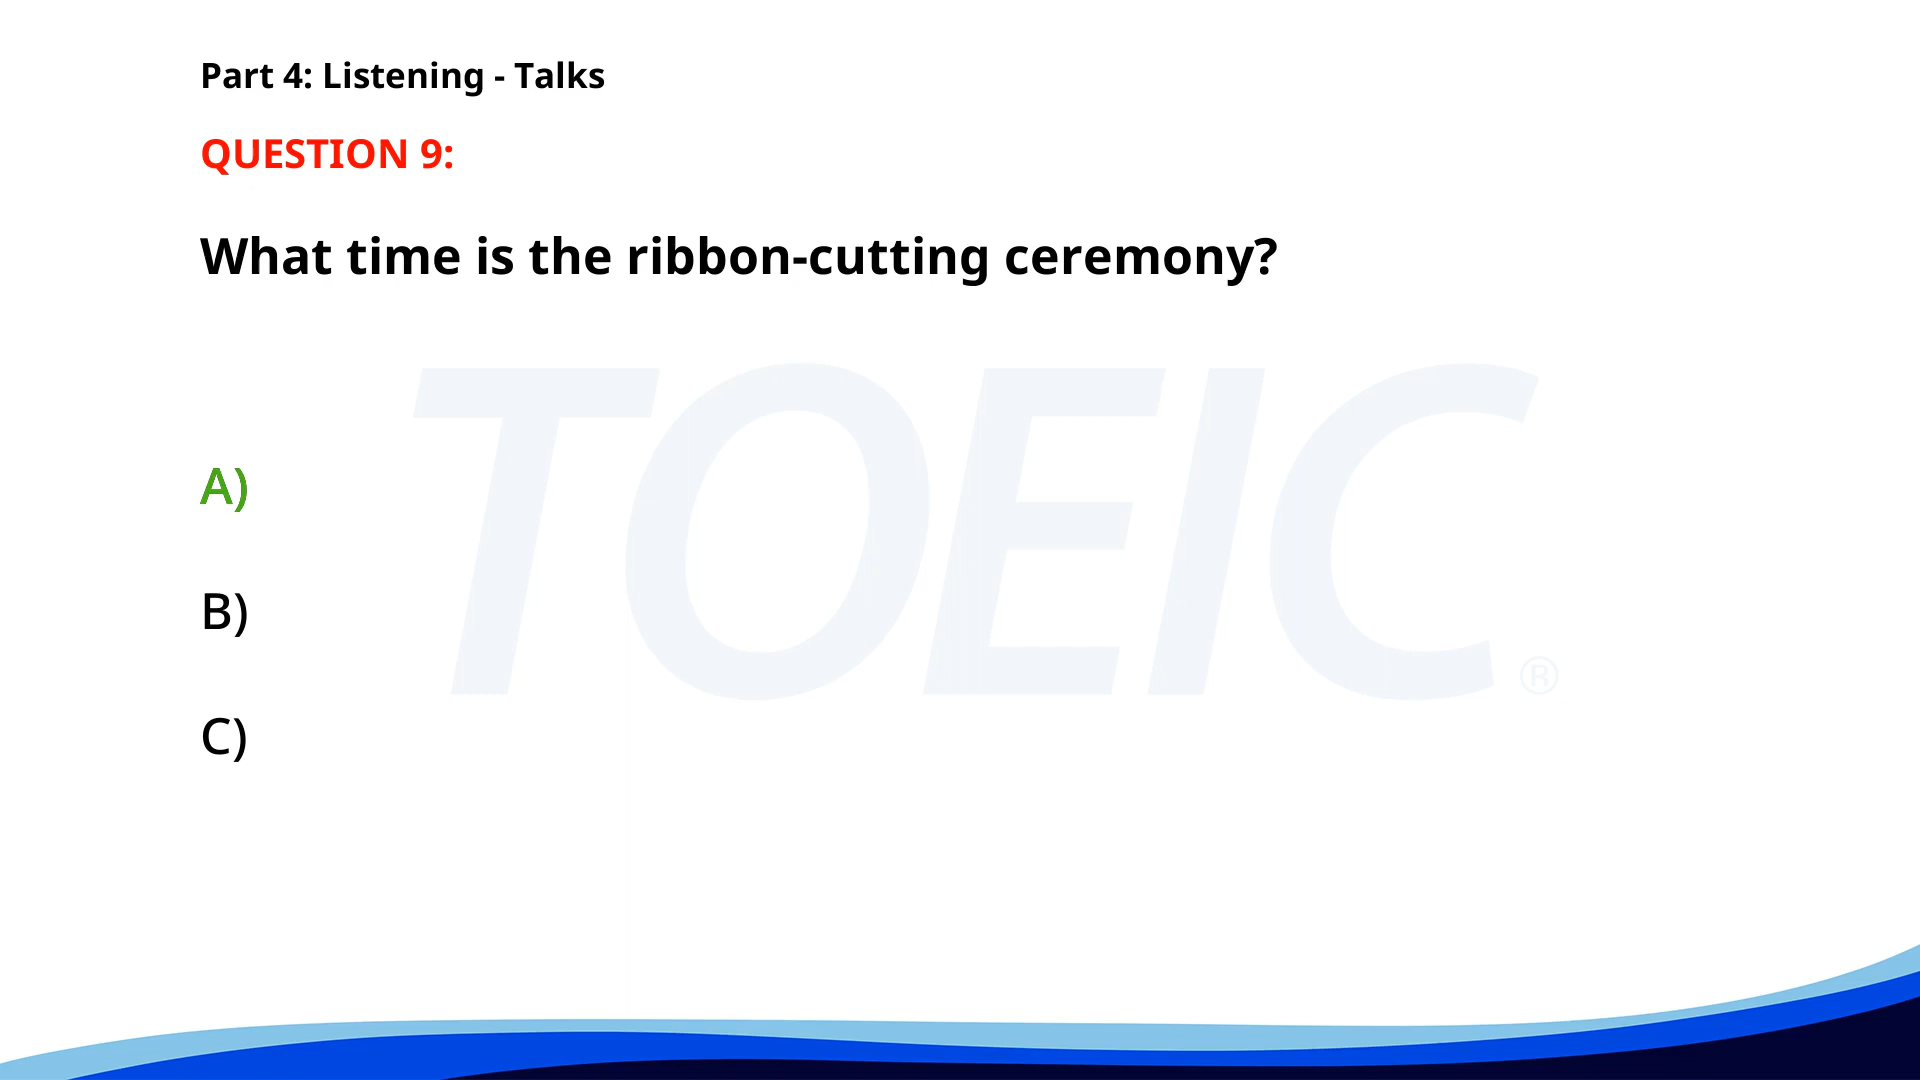 Part 4: Listening - Talks
QUESTION 9:
What time is the ribbon-cutting ceremony?
TOEIC®
A)
B)
C)